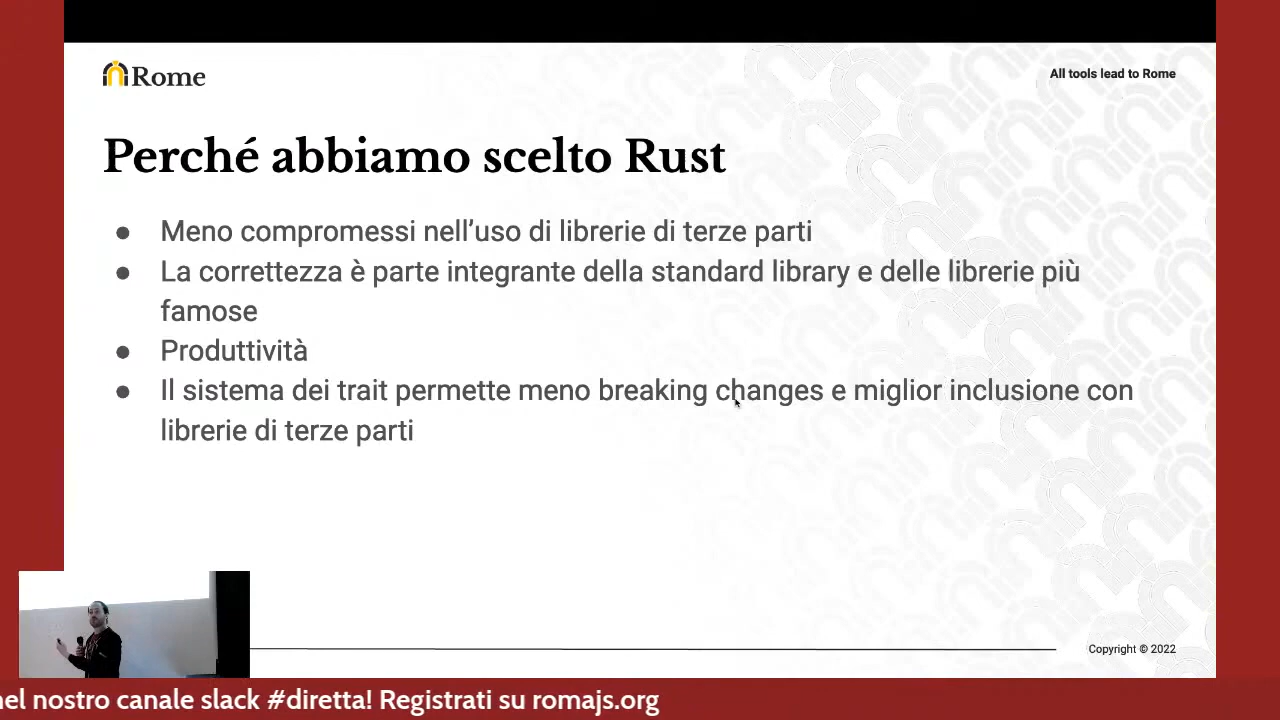 Rome
All tools lead to Rome
Perché abbiamo scelto Rust
● Meno compromessi nell’uso di librerie di terze parti
● La correttezza è parte integrante della standard library e delle librerie più
famose
● Produttività
● Il sistema dei trait permette meno breaking changes e miglior inclusione con
librerie di terze parti
Copyright © 2022
nel nostro canale slack #diretta! Registrati su romajs.org